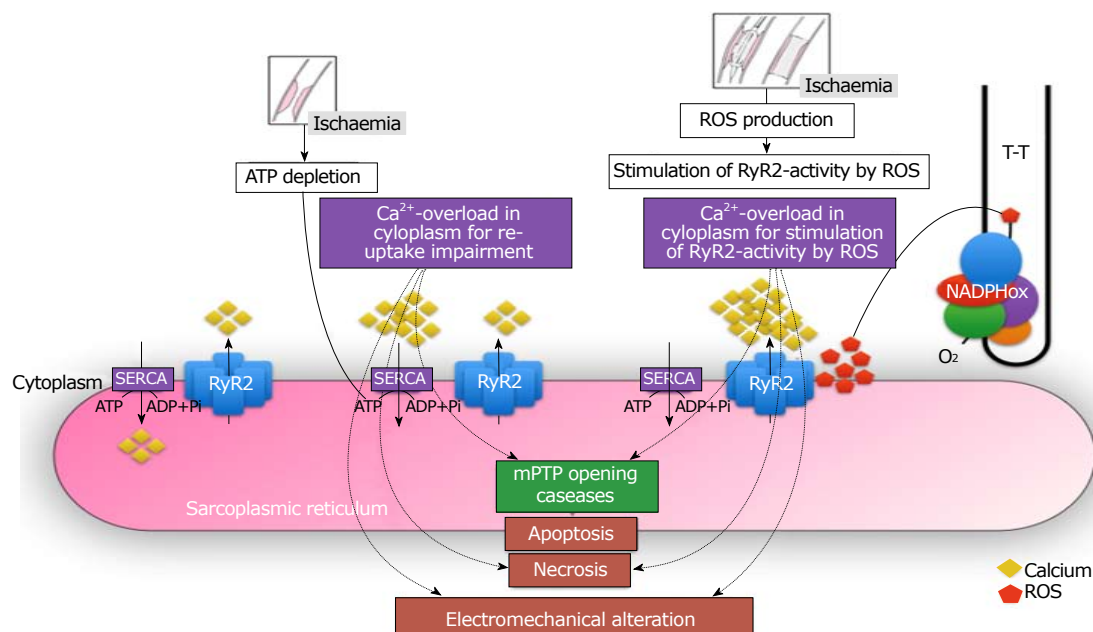 Ischaemia
ROS production
Stimulation of RyR2-activity by ROS
Ischaemia
ATP depletion
T-T
Ca²⁺-overload in
cyloplasm for re-
uptake impairment
Ca²⁺-overload in
cyloplasm for stimulation
of RyR2-activity by ROS
NADPHox
O₂
Cytoplasm
SERCA
RyR2
SERCA
RyR2
SERCA
RyR2
ATP
ADP+Pi
ATP
ADP+Pi
ATP
ADP+Pi
mPTP opening
caseases
Sarcoplasmic reticulum
Apoptosis
Necrosis
Electromechanical alteration
Calcium
ROS